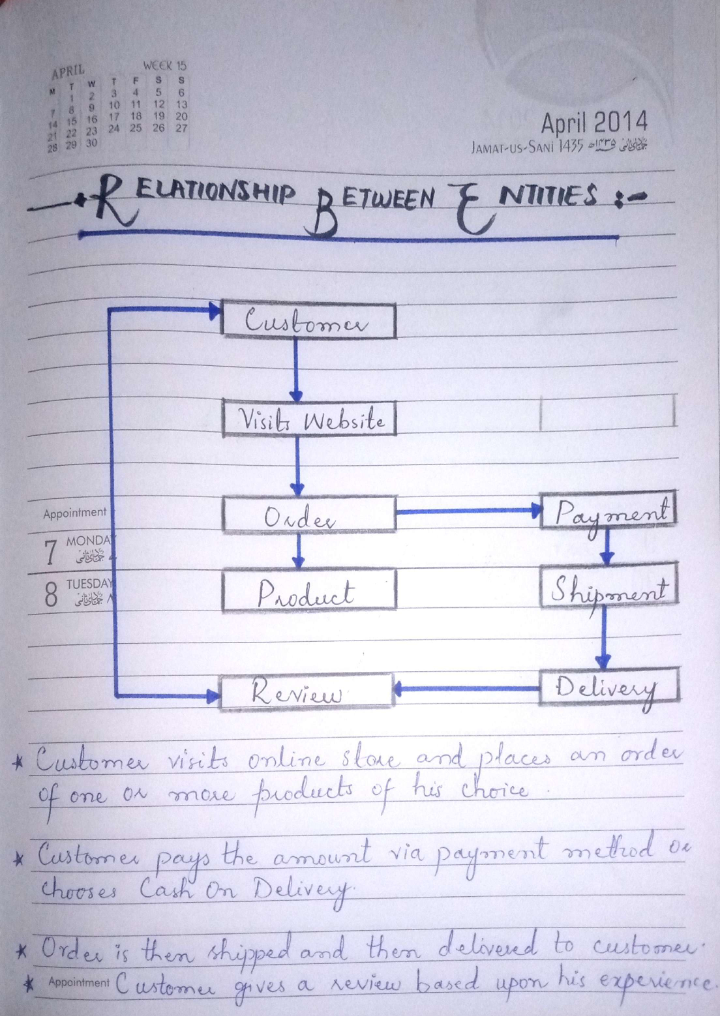 APRIL WEEK 15
M T W T F S S
1 2 3 4 5 6
7 8 9 10 11 12 13
14 15 16 17 18 19 20
21 22 23 24 25 26 27
28 29 30
April 2014
JAMAT-US-SANI 1435
RELATIONSHIP BETWEEN ENTITIES :-
Customer
Visits Website
Order
Payment
Appointment
7 MONDA
Product
Shipment
8 TUESDAY
Review
Delivery
* Customer visits online store and places an order
of one or more products of his choice.
* Customer pays the amount via payment method or
chooses Cash On Delivery.
* Order is then shipped and then delivered to customer.
* Appointment Customer gives a review based upon his experience.